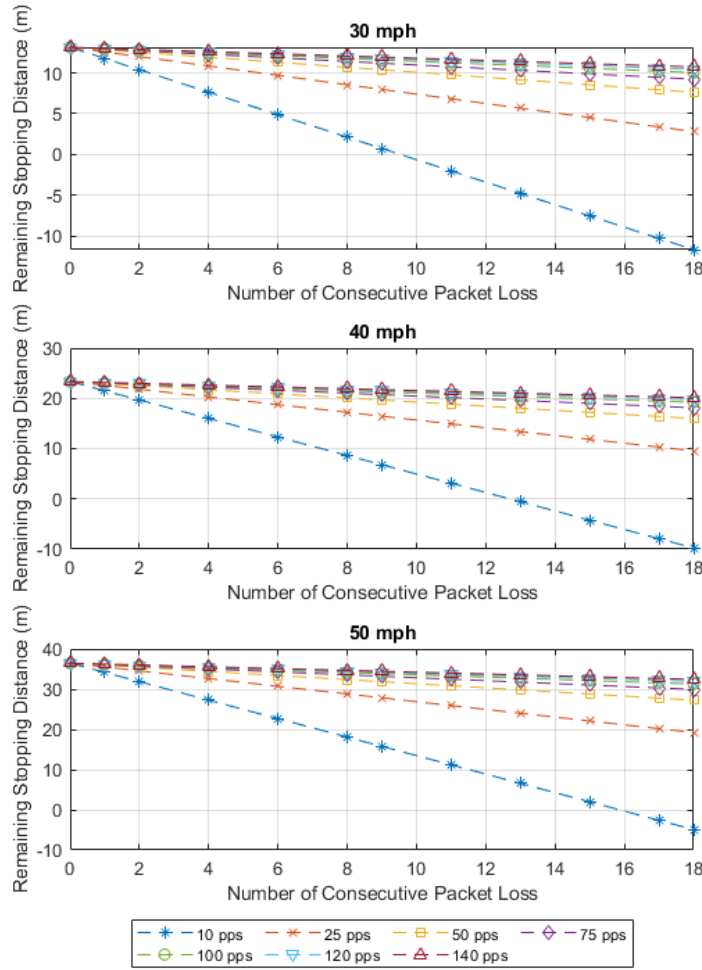 30 mph
10
5
0
-5
-10
0 2 4 6 8 10 12 14 16 18
Remaining Stopping Distance (m)
Number of Consecutive Packet Loss
40 mph
30
20
10
0
-10
0 2 4 6 8 10 12 14 16 18
Remaining Stopping Distance (m)
Number of Consecutive Packet Loss
50 mph
40
30
20
10
0
-10
0 2 4 6 8 10 12 14 16 18
Remaining Stopping Distance (m)
Number of Consecutive Packet Loss
10 pps 25 pps 50 pps 75 pps
100 pps 120 pps 140 pps